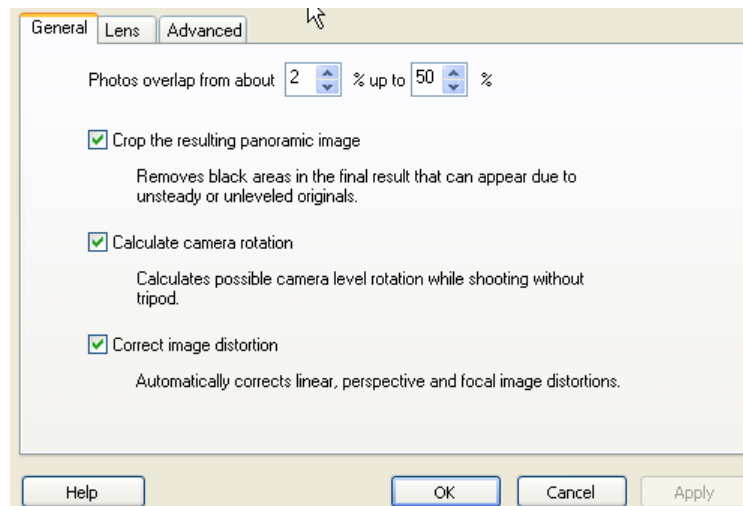 General Lens Advanced
Photos overlap from about 2 % up to 50 %
Crop the resulting panoramic image
Removes black areas in the final result that can appear due to
unsteady or unleveled originals.
Calculate camera rotation
Calculates possible camera level rotation while shooting without
tripod.
Correct image distortion
Automatically corrects linear, perspective and focal image distortions.
Help OK Cancel Apply